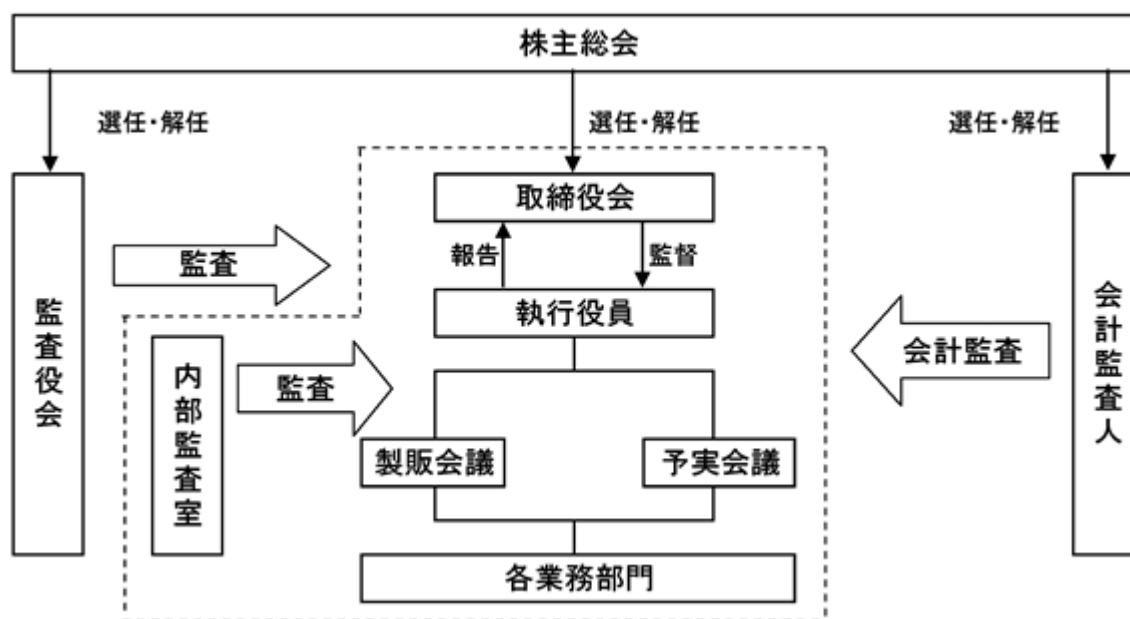 株主総会
選任・解任
選任・解任
選任・解任
取締役会
報告
監督
監査
執行役員
監査役会
内部監査室
監査
会計監査
会計監査人
製販会議
予実会議
各業務部門